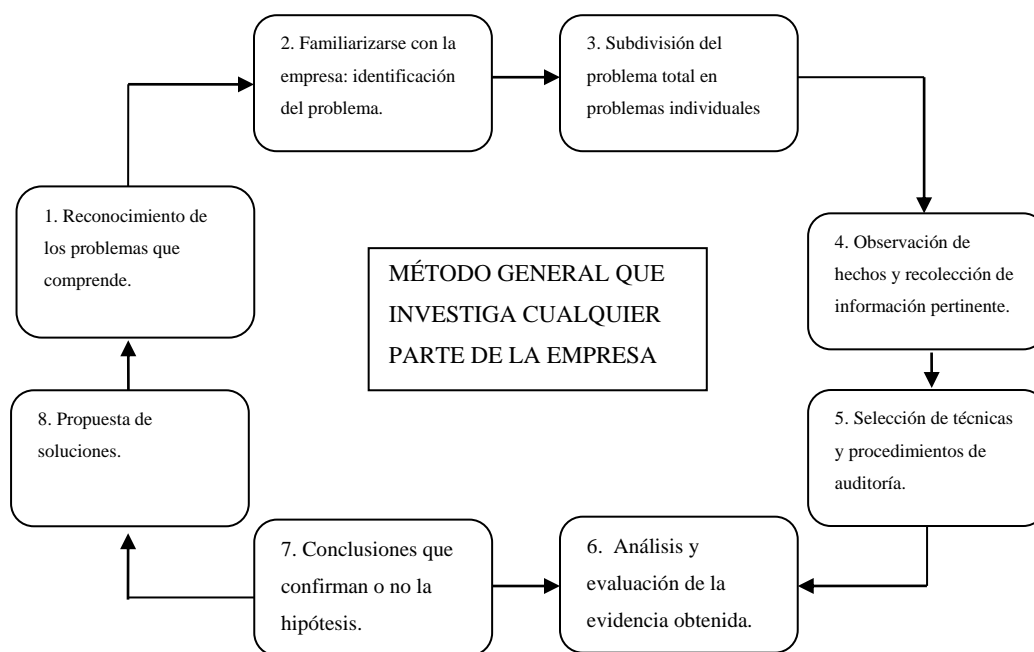 2. Familiarizarse con la
empresa: identificación
del problema.
3. Subdivisión del
problema total en
problemas individuales
1. Reconocimiento de
los problemas que
comprende.
MÉTODO GENERAL QUE
INVESTIGA CUALQUIER
PARTE DE LA EMPRESA
4. Observación de
hechos y recolección de
información pertinente.
8. Propuesta de
soluciones.
5. Selección de técnicas
y procedimientos de
auditoría.
7. Conclusiones que
confirman o no la
hipótesis.
6. Análisis y
evaluación de la
evidencia obtenida.